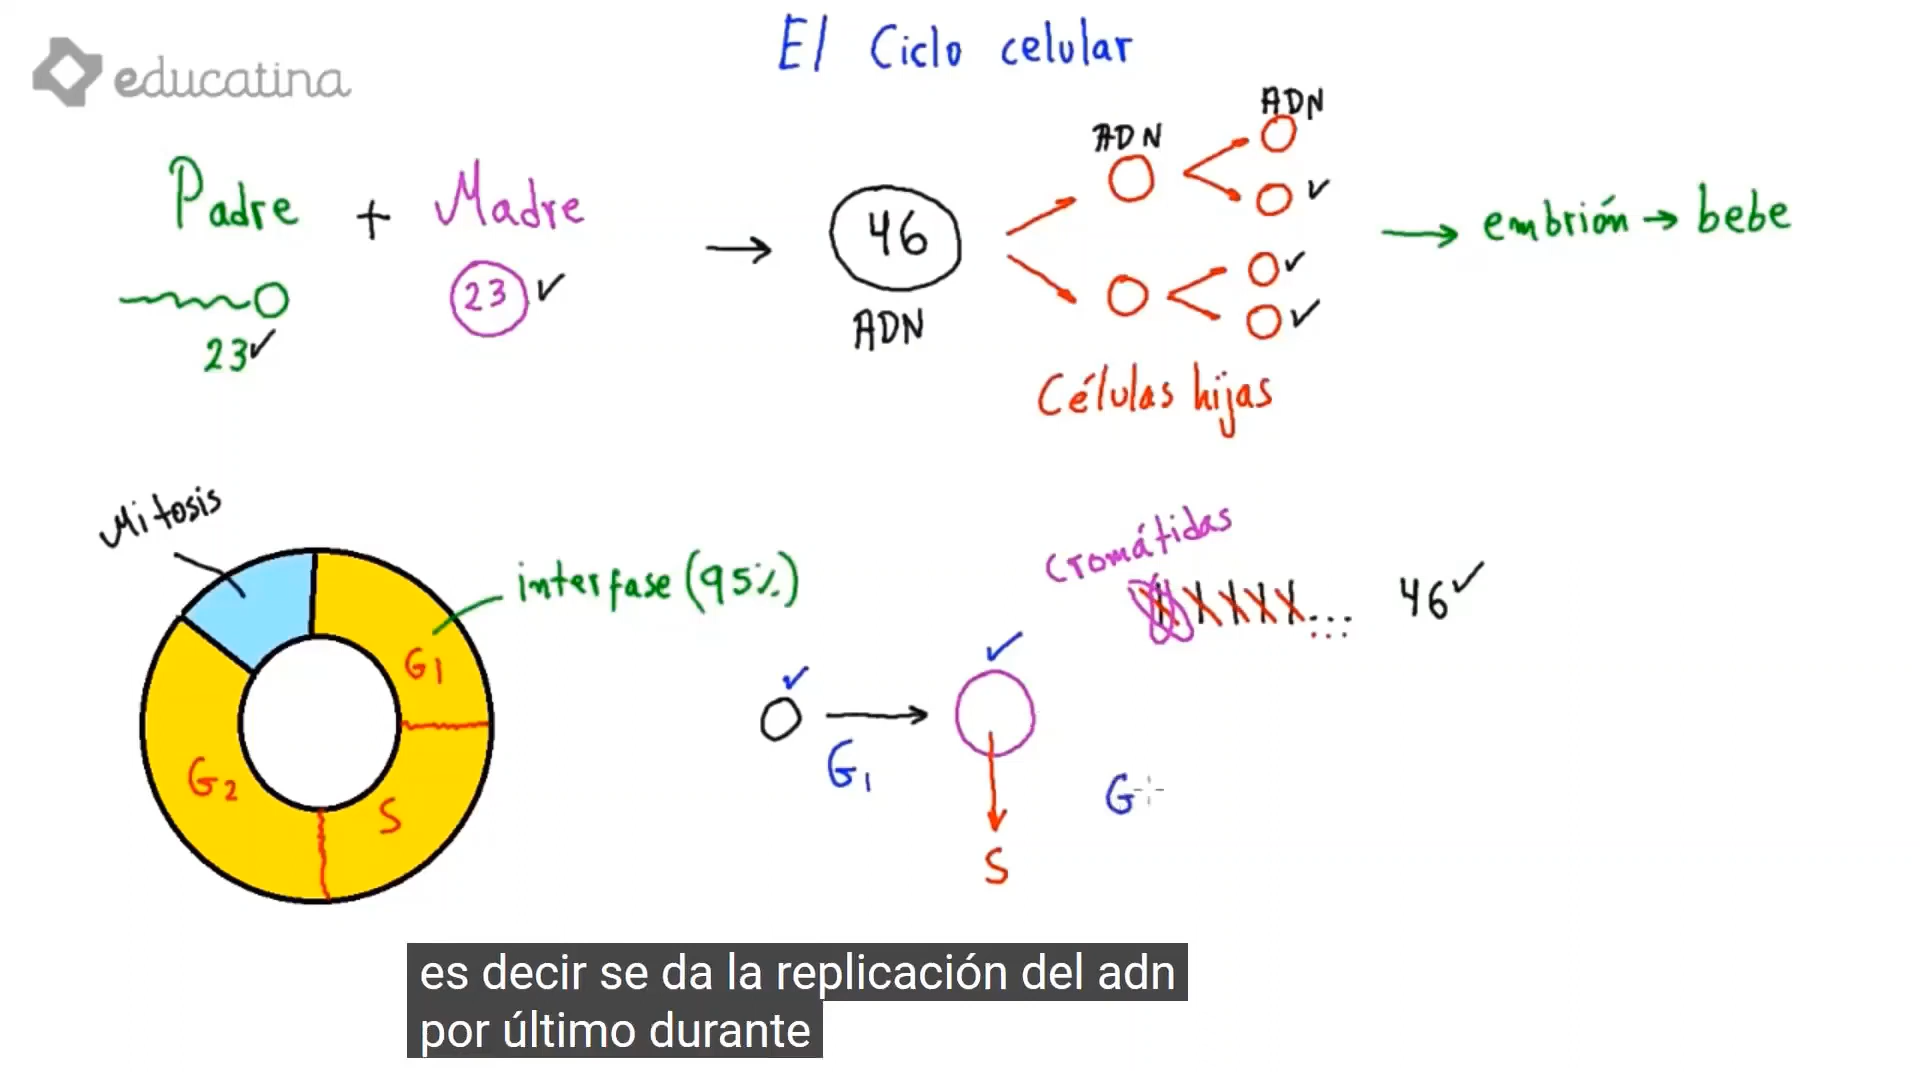 El Ciclo celular
educatina
Padre + Madre
23
23
46
ADN
ADN
ADN
Células hijas
embrión → bebe
Mitosis
interfase (95%)
G1
S
G2
Cromátidas
XXXXX... 46
G1
S
G
es decir se da la replicación del adn
por último durante